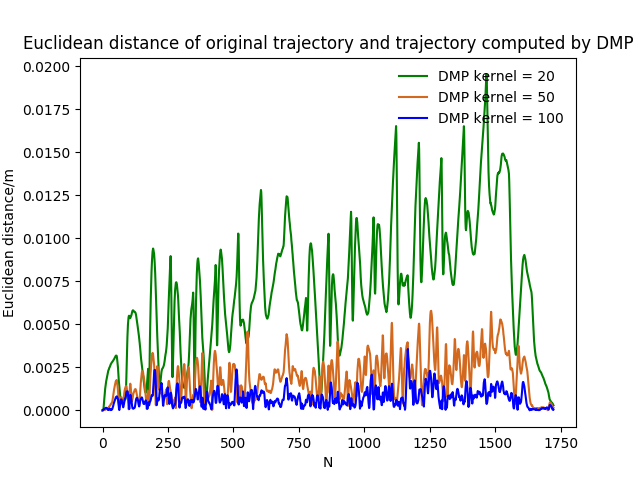 Euclidean distance of original trajectory and trajectory computed by DMP
0.0200
0.0175
0.0150
0.0125
0.0100
0.0075
0.0050
0.0025
0.0000
Euclidean distance/m
DMP kernel = 20
DMP kernel = 50
DMP kernel = 100
0 250 500 750 1000 1250 1500 1750
N